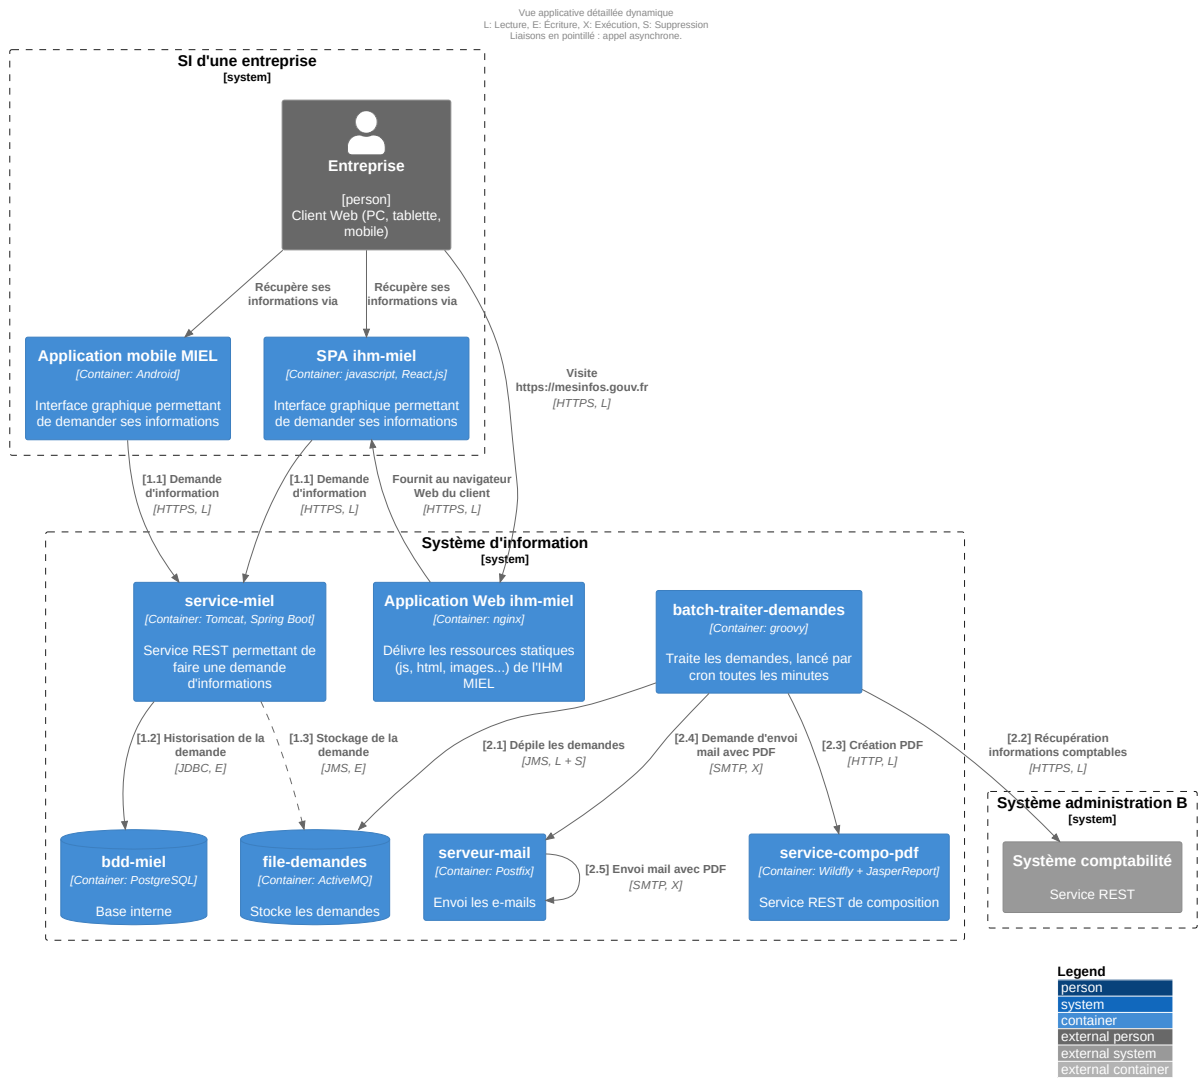 Vue applicative détaillée dynamique
L: Lecture, E: Écriture, X: Exécution, S: Suppression
Liaisons en pointillé : appel asynchrone.
SI d'une entreprise
[system]
Entreprise
[person]
Client Web (PC, tablette,
mobile)
Récupère ses
informations via
Récupère ses
informations via
Application mobile MIEL
[Container: Android]
Interface graphique permettant
de demander ses informations
SPA ihm-miel
[Container: javascript, React.js]
Interface graphique permettant
de demander ses informations
Visite
https://mesinfos.gouv.fr
[HTTPS, L]
[1.1] Demande
d'information
[HTTPS, L]
[1.1] Demande
d'information
[HTTPS, L]
Fournit au navigateur
Web du client
[HTTPS, L]
Système d'information
[system]
service-miel
[Container: Tomcat, Spring Boot]
Service REST permettant de
faire une demande
d'informations
Application Web ihm-miel
[Container: nginx]
Délivre les ressources statiques
(js, html, images...) de l'IHM
MIEL
batch-traiter-demandes
[Container: groovy]
Traite les demandes, lancé par
cron toutes les minutes
[1.2] Historisation de la
demande
[JDBC, E]
[1.3] Stockage de la
demande
[JMS, E]
[2.1] Dépile les demandes
[JMS, L + S]
[2.4] Demande d'envoi
mail avec PDF
[SMTP, X]
[2.3] Création PDF
[HTTP, L]
[2.2] Récupération
informations comptables
[HTTPS, L]
bdd-miel
[Container: PostgreSQL]
Base interne
file-demandes
[Container: ActiveMQ]
Stocke les demandes
serveur-mail
[Container: Postfix]
Envoi les e-mails
[2.5] Envoi mail avec PDF
[SMTP, X]
service-compo-pdf
[Container: Wildfly + JasperReport]
Service REST de composition
Système administration B
[system]
Système comptabilité
Service REST
Legend
person
system
container
external person
external system
external container